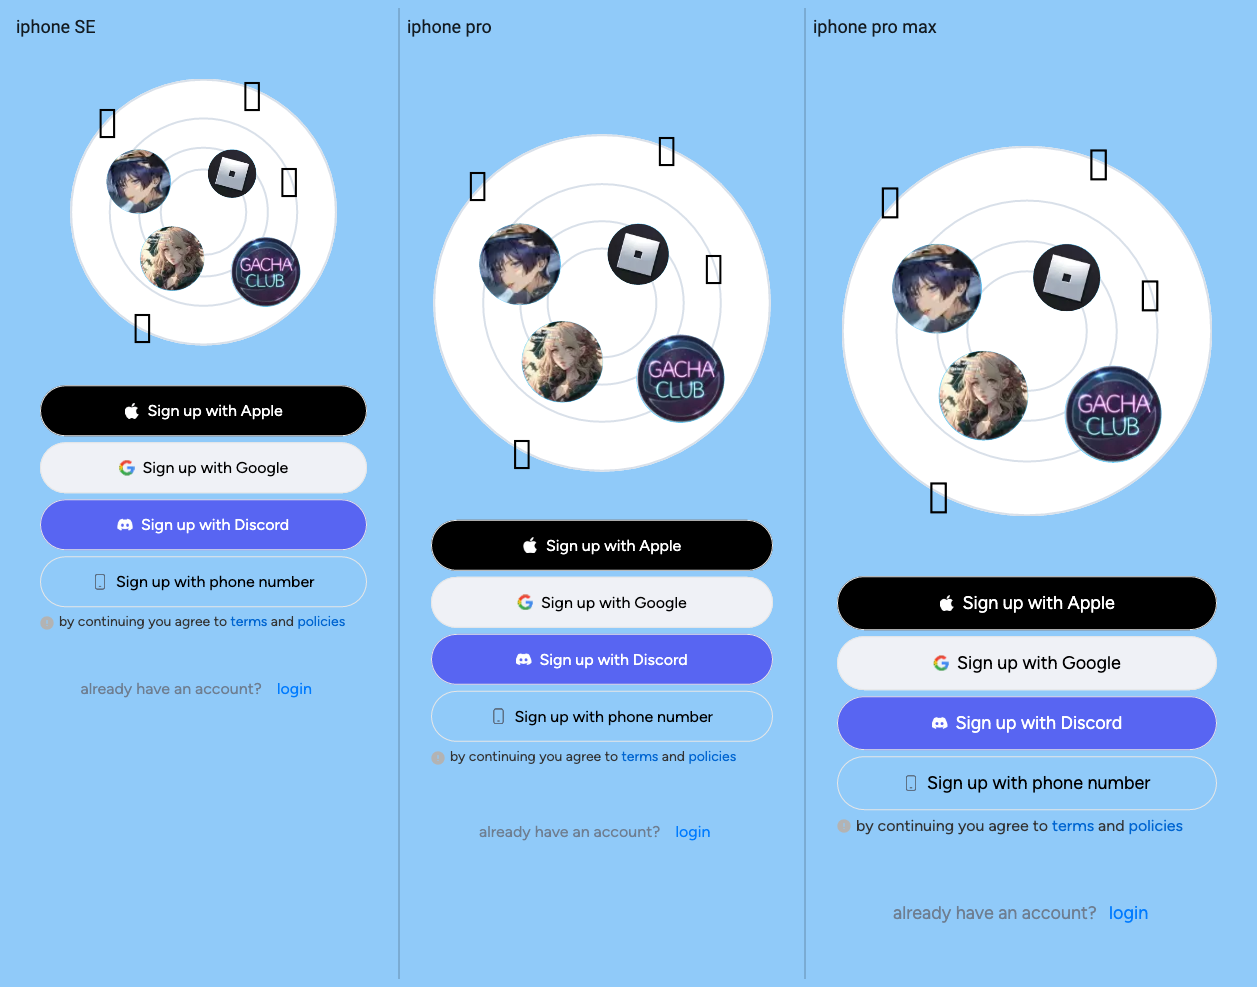 iphone SE
GACHA
CLUB
Sign up with Apple
Sign up with Google
Sign up with Discord
Sign up with phone number
by continuing you agree to terms and policies
already have an account? login
iphone pro
GACHA
CLUB
Sign up with Apple
Sign up with Google
Sign up with Discord
Sign up with phone number
by continuing you agree to terms and policies
already have an account? login
iphone pro max
GACHA
CLUB
Sign up with Apple
Sign up with Google
Sign up with Discord
Sign up with phone number
by continuing you agree to terms and policies
already have an account? login